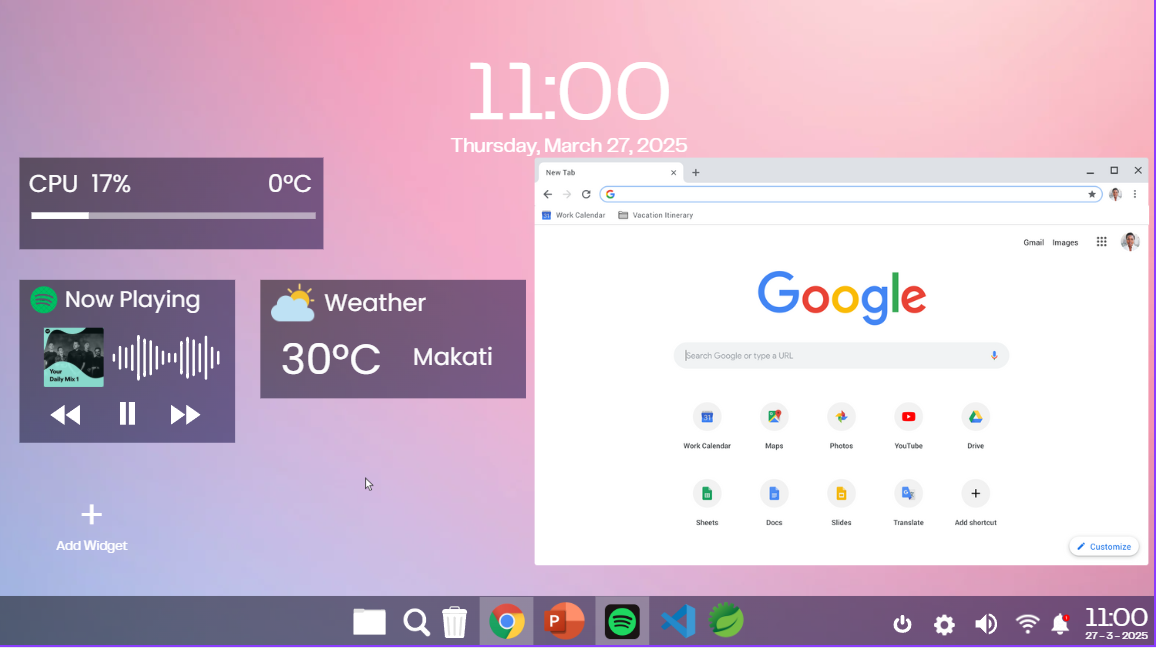 11:00
Thursday, March 27, 2025
CPU 17% 0°C
Now Playing
Your
Daily Mix 1
Weather
30°C Makati
Add Widget
New Tab
Work Calendar Vacation Itinerary
Gmail Images
Google
Search Google or type a URL
31
Work Calendar Maps Photos YouTube Drive
Sheets Docs Slides Translate Add shortcut
Customize
P
11:00
27 - 3 - 2025